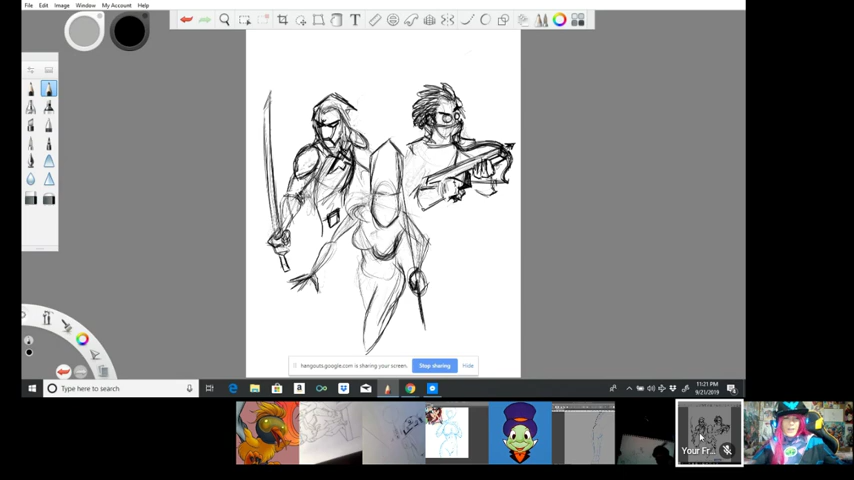 File Edit Image Window My Account Help
T
hangouts.google.com is sharing your screen.
Stop sharing
Hide
Type here to search
11:21 PM
9/21/2019
Your Fr...